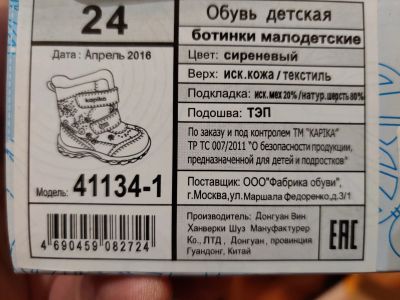 24
Обувь детская
ботинки малодетские
Дата : Апрель 2016
Цвет: сиреневый
Верх: иск.кожа / текстиль
Подкладка: иск.мех 20% /натур.шерсть 80%
kapika
Подошва: ТЭП
По заказу и под контролем ТМ "KAPIKA"
ТР ТС 007/2011 "О безопасности продукции,
предназначенной для детей и подростков"
Модель: 41134-1
Поставщик: ООО"Фабрика обуви",
г.Москва,ул.Маршала Федоренко,д.3/1
4 690459 082724
Производитель: Донгуан Вин
Ханверки Шуз Мануфактурер
Ко., ЛТД , Донгуан, провинция
Гуандонг, Китай
EAC